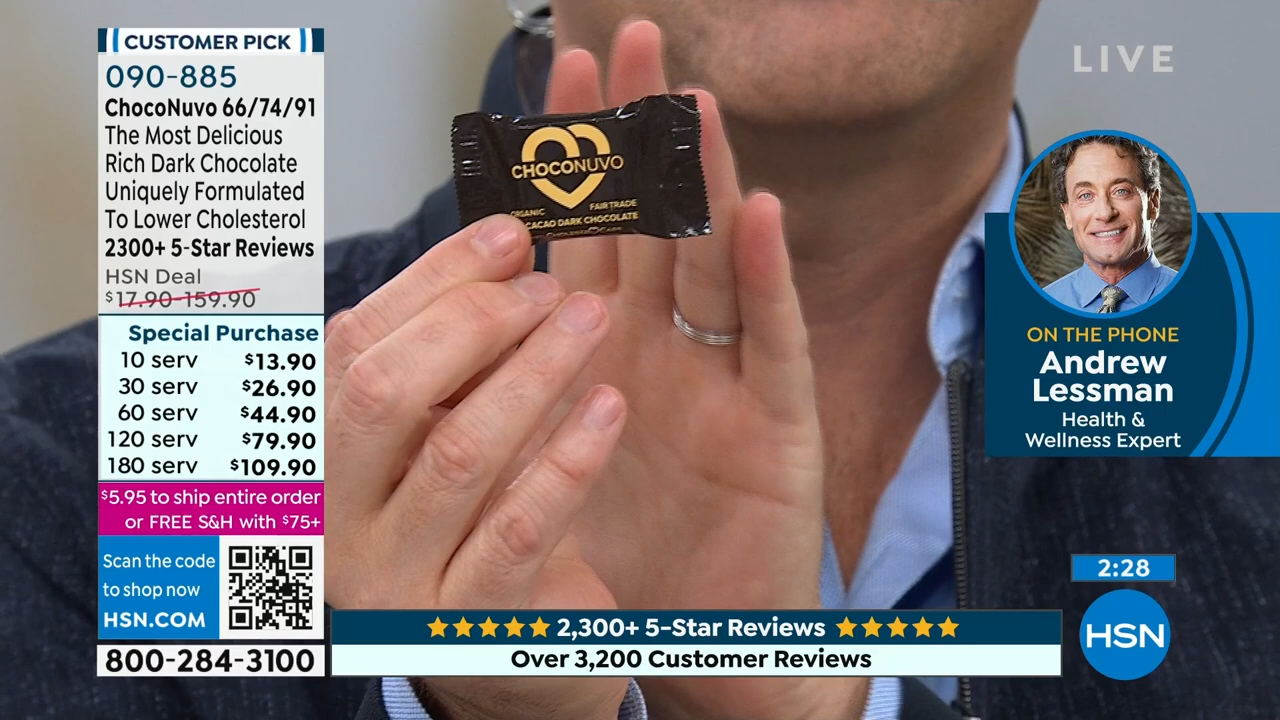 CUSTOMER PICK
090-885
ChocoNuvo 66/74/91
The Most Delicious
Rich Dark Chocolate
Uniquely Formulated
To Lower Cholesterol
2300+ 5-Star Reviews
HSN Deal
$17.90-159.90
Special Purchase
10 serv $13.90
30 serv $26.90
60 serv $44.90
120 serv $79.90
180 serv $109.90
$5.95 to ship entire order
or FREE S&H with $75+
Scan the code
to shop now
HSN.COM
800-284-3100
CHOCONUVO
ORGANIC FAIR TRADE
CACAO DARK CHOCOLATE
LIVE
ON THE PHONE
Andrew
Lessman
Health &
Wellness Expert
2:28
HSN
2,300+ 5-Star Reviews
Over 3,200 Customer Reviews